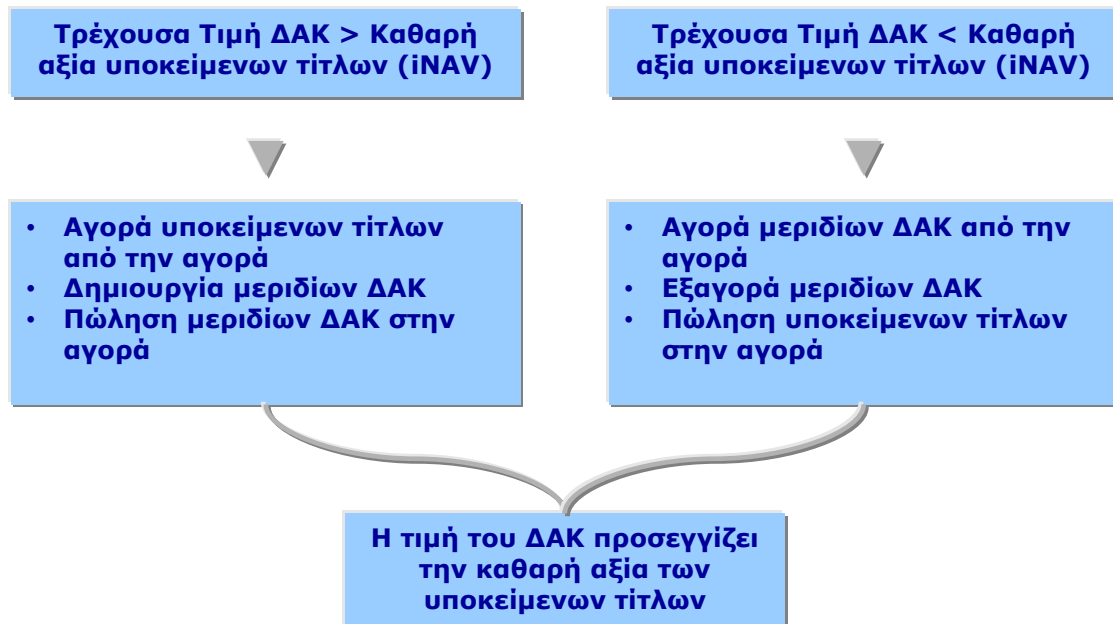 Τρέχουσα Τιμή ΔΑΚ > Καθαρή
αξία υποκείμενων τίτλων (iNAV)
Τρέχουσα Τιμή ΔΑΚ < Καθαρή
αξία υποκείμενων τίτλων (iNAV)
• Αγορά υποκείμενων τίτλων
από την αγορά
• Δημιουργία μεριδίων ΔΑΚ
• Πώληση μεριδίων ΔΑΚ στην
αγορά
• Αγορά μεριδίων ΔΑΚ από την
αγορά
• Εξαγορά μεριδίων ΔΑΚ
• Πώληση υποκείμενων τίτλων
στην αγορά
Η τιμή του ΔΑΚ προσεγγίζει
την καθαρή αξία των
υποκείμενων τίτλων